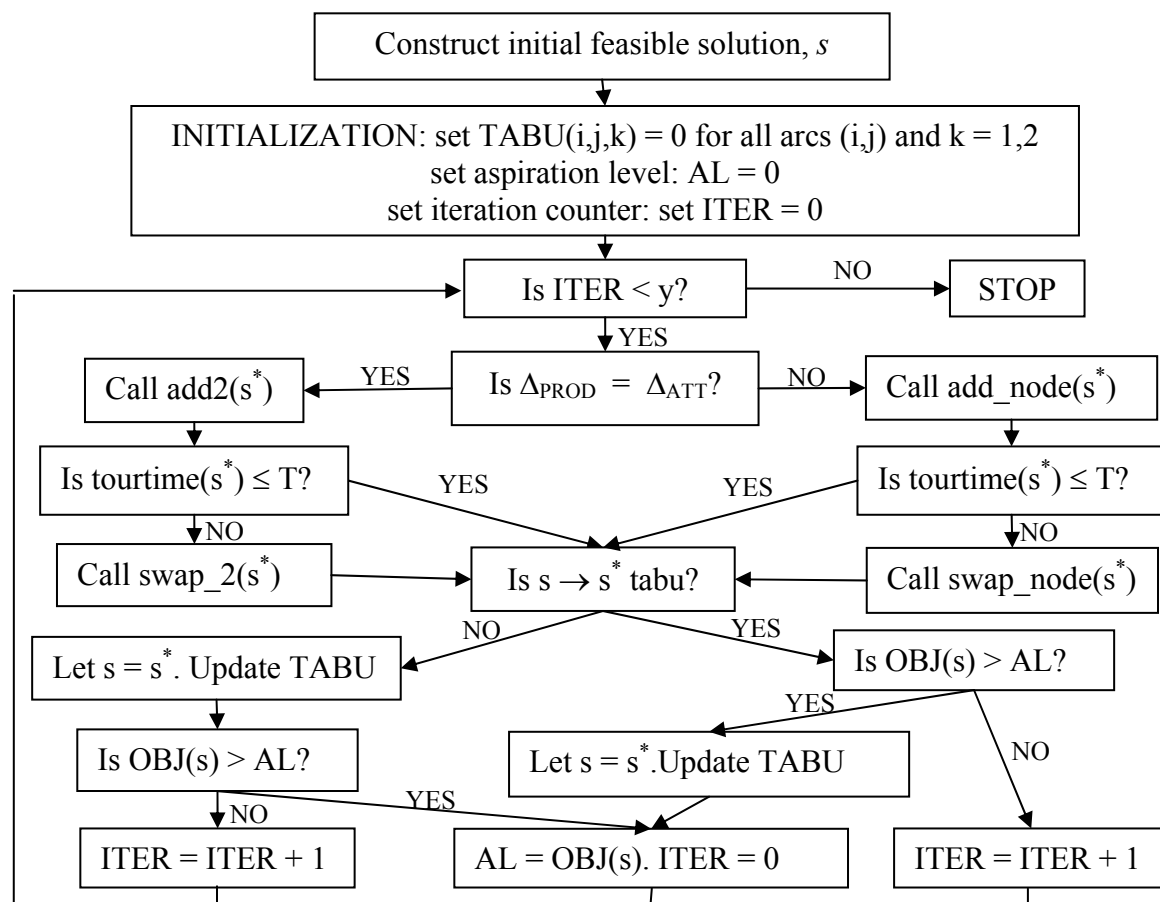 Construct initial feasible solution, s
INITIALIZATION: set TABU(i,j,k) = 0 for all arcs (i,j) and k = 1,2
set aspiration level: AL = 0
set iteration counter: set ITER = 0
Is ITER < y?
NO
STOP
YES
Is Δ_PROD = Δ_ATT?
YES
Call add2(s*)
NO
Call add_node(s*)
Is tourtime(s*) ≤ T?
YES
YES
Is tourtime(s*) ≤ T?
NO
NO
Call swap_2(s*)
Is s → s* tabu?
Call swap_node(s*)
NO
YES
Let s = s*. Update TABU
Is OBJ(s) > AL?
YES
Is OBJ(s) > AL?
Let s = s*.Update TABU
NO
NO
YES
ITER = ITER + 1
AL = OBJ(s). ITER = 0
ITER = ITER + 1